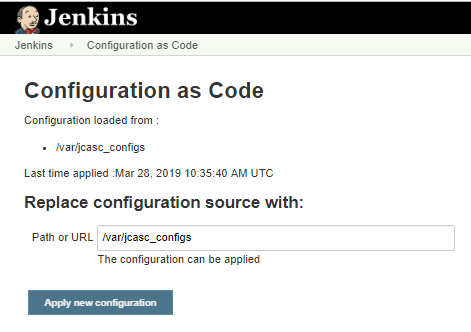 Jenkins
Jenkins Configuration as Code
Configuration as Code
Configuration loaded from :
/var/jcasc_configs
Last time applied :Mar 28, 2019 10:35:40 AM UTC
Replace configuration source with:
Path or URL /var/jcasc_configs
The configuration can be applied
Apply new configuration